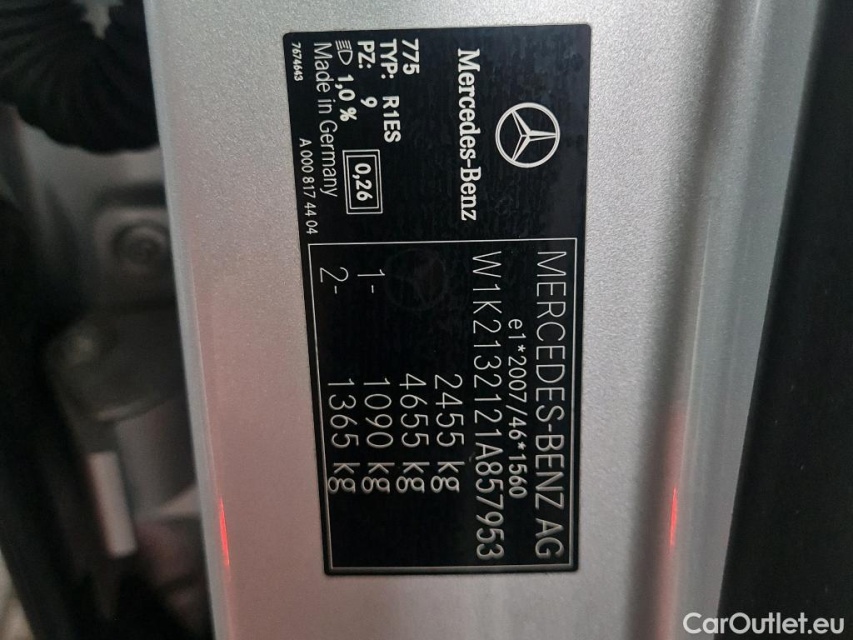 Mercedes-Benz
775
TYP: R1ES
PZ: 9
1,0 %
0,26
Made in Germany
7674643
A 000 817 44 04
MERCEDES-BENZ AG
e1*2007/46*1560
W1K2132121A857953
2455 kg
4655 kg
1- 1090 kg
2- 1365 kg
CarOutlet.eu